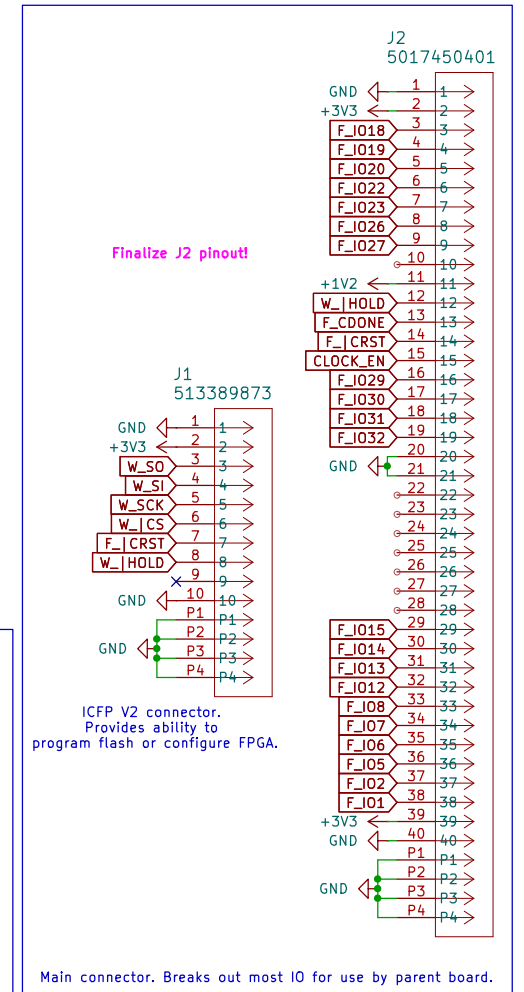 J2
5017450401
GND 1 1
+3V3 2 2
F_IO18 3 3
F_IO19 4 4
F_IO20 5 5
F_IO22 6 6
F_IO23 7 7
F_IO26 8 8
F_IO27 9 9
10 10
+1V2 11 11
W_|HOLD 12 12
F_CDONE 13 13
F_|CRST 14 14
CLOCK_EN 15 15
F_IO29 16 16
F_IO30 17 17
F_IO31 18 18
F_IO32 19 19
20 20
GND
21 21
22 22
23 23
24 24
25 25
26 26
27 27
28 28
F_IO15 29 29
F_IO14 30 30
F_IO13 31 31
F_IO12 32 32
F_IO8 33 33
F_IO7 34 34
F_IO6 35 35
F_IO5 36 36
F_IO2 37 37
F_IO1 38 38
+3V3 39 39
GND 40 40
P1 P1
P2 P2
GND
P3 P3
P4 P4
Finalize J2 pinout!
J1
513389873
GND 1 1
+3V3 2 2
W_SO 3 3
W_SI 4 4
W_SCK 5 5
W_|CS 6 6
F_|CRST 7 7
W_|HOLD 8 8
9 9
GND 10 10
P1 P1
P2 P2
GND
P3 P3
P4 P4
ICFP V2 connector.
Provides ability to
program flash or configure FPGA.
Main connector. Breaks out most IO for use by parent board.